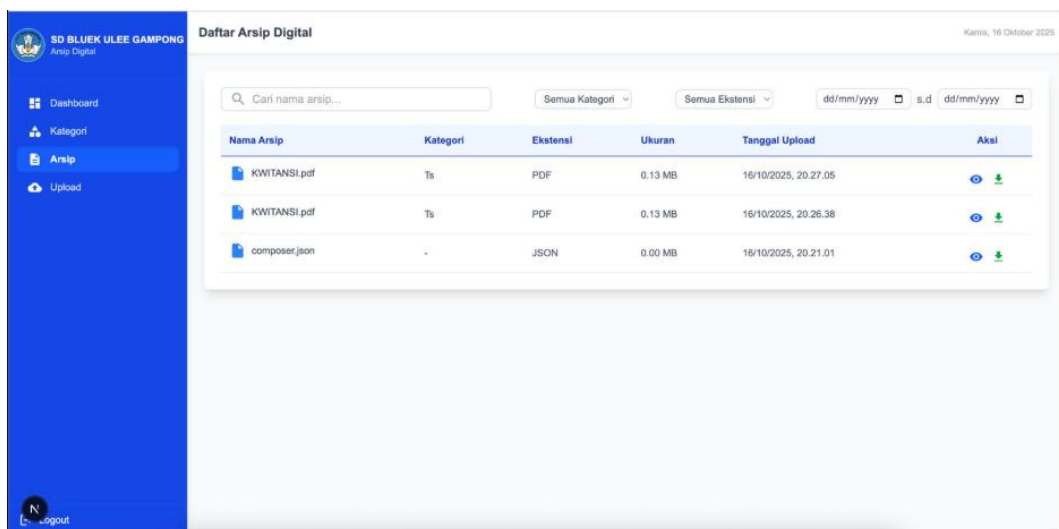 SD BLUEK ULEE GAMPONG
Arsip Digital
Dashboard
Kategori
Arsip
Upload
N
Logout
Daftar Arsip Digital
Kamis, 16 Oktober 2025
Cari nama arsip...
Semua Kategori
Semua Ekstensi
dd/mm/yyyy s.d dd/mm/yyyy
Nama Arsip Kategori Ekstensi Ukuran Tanggal Upload Aksi
KWITANSI.pdf Ts PDF 0.13 MB 16/10/2025, 20.27.05
KWITANSI.pdf Ts PDF 0.13 MB 16/10/2025, 20.26.38
composer.json - JSON 0.00 MB 16/10/2025, 20.21.01